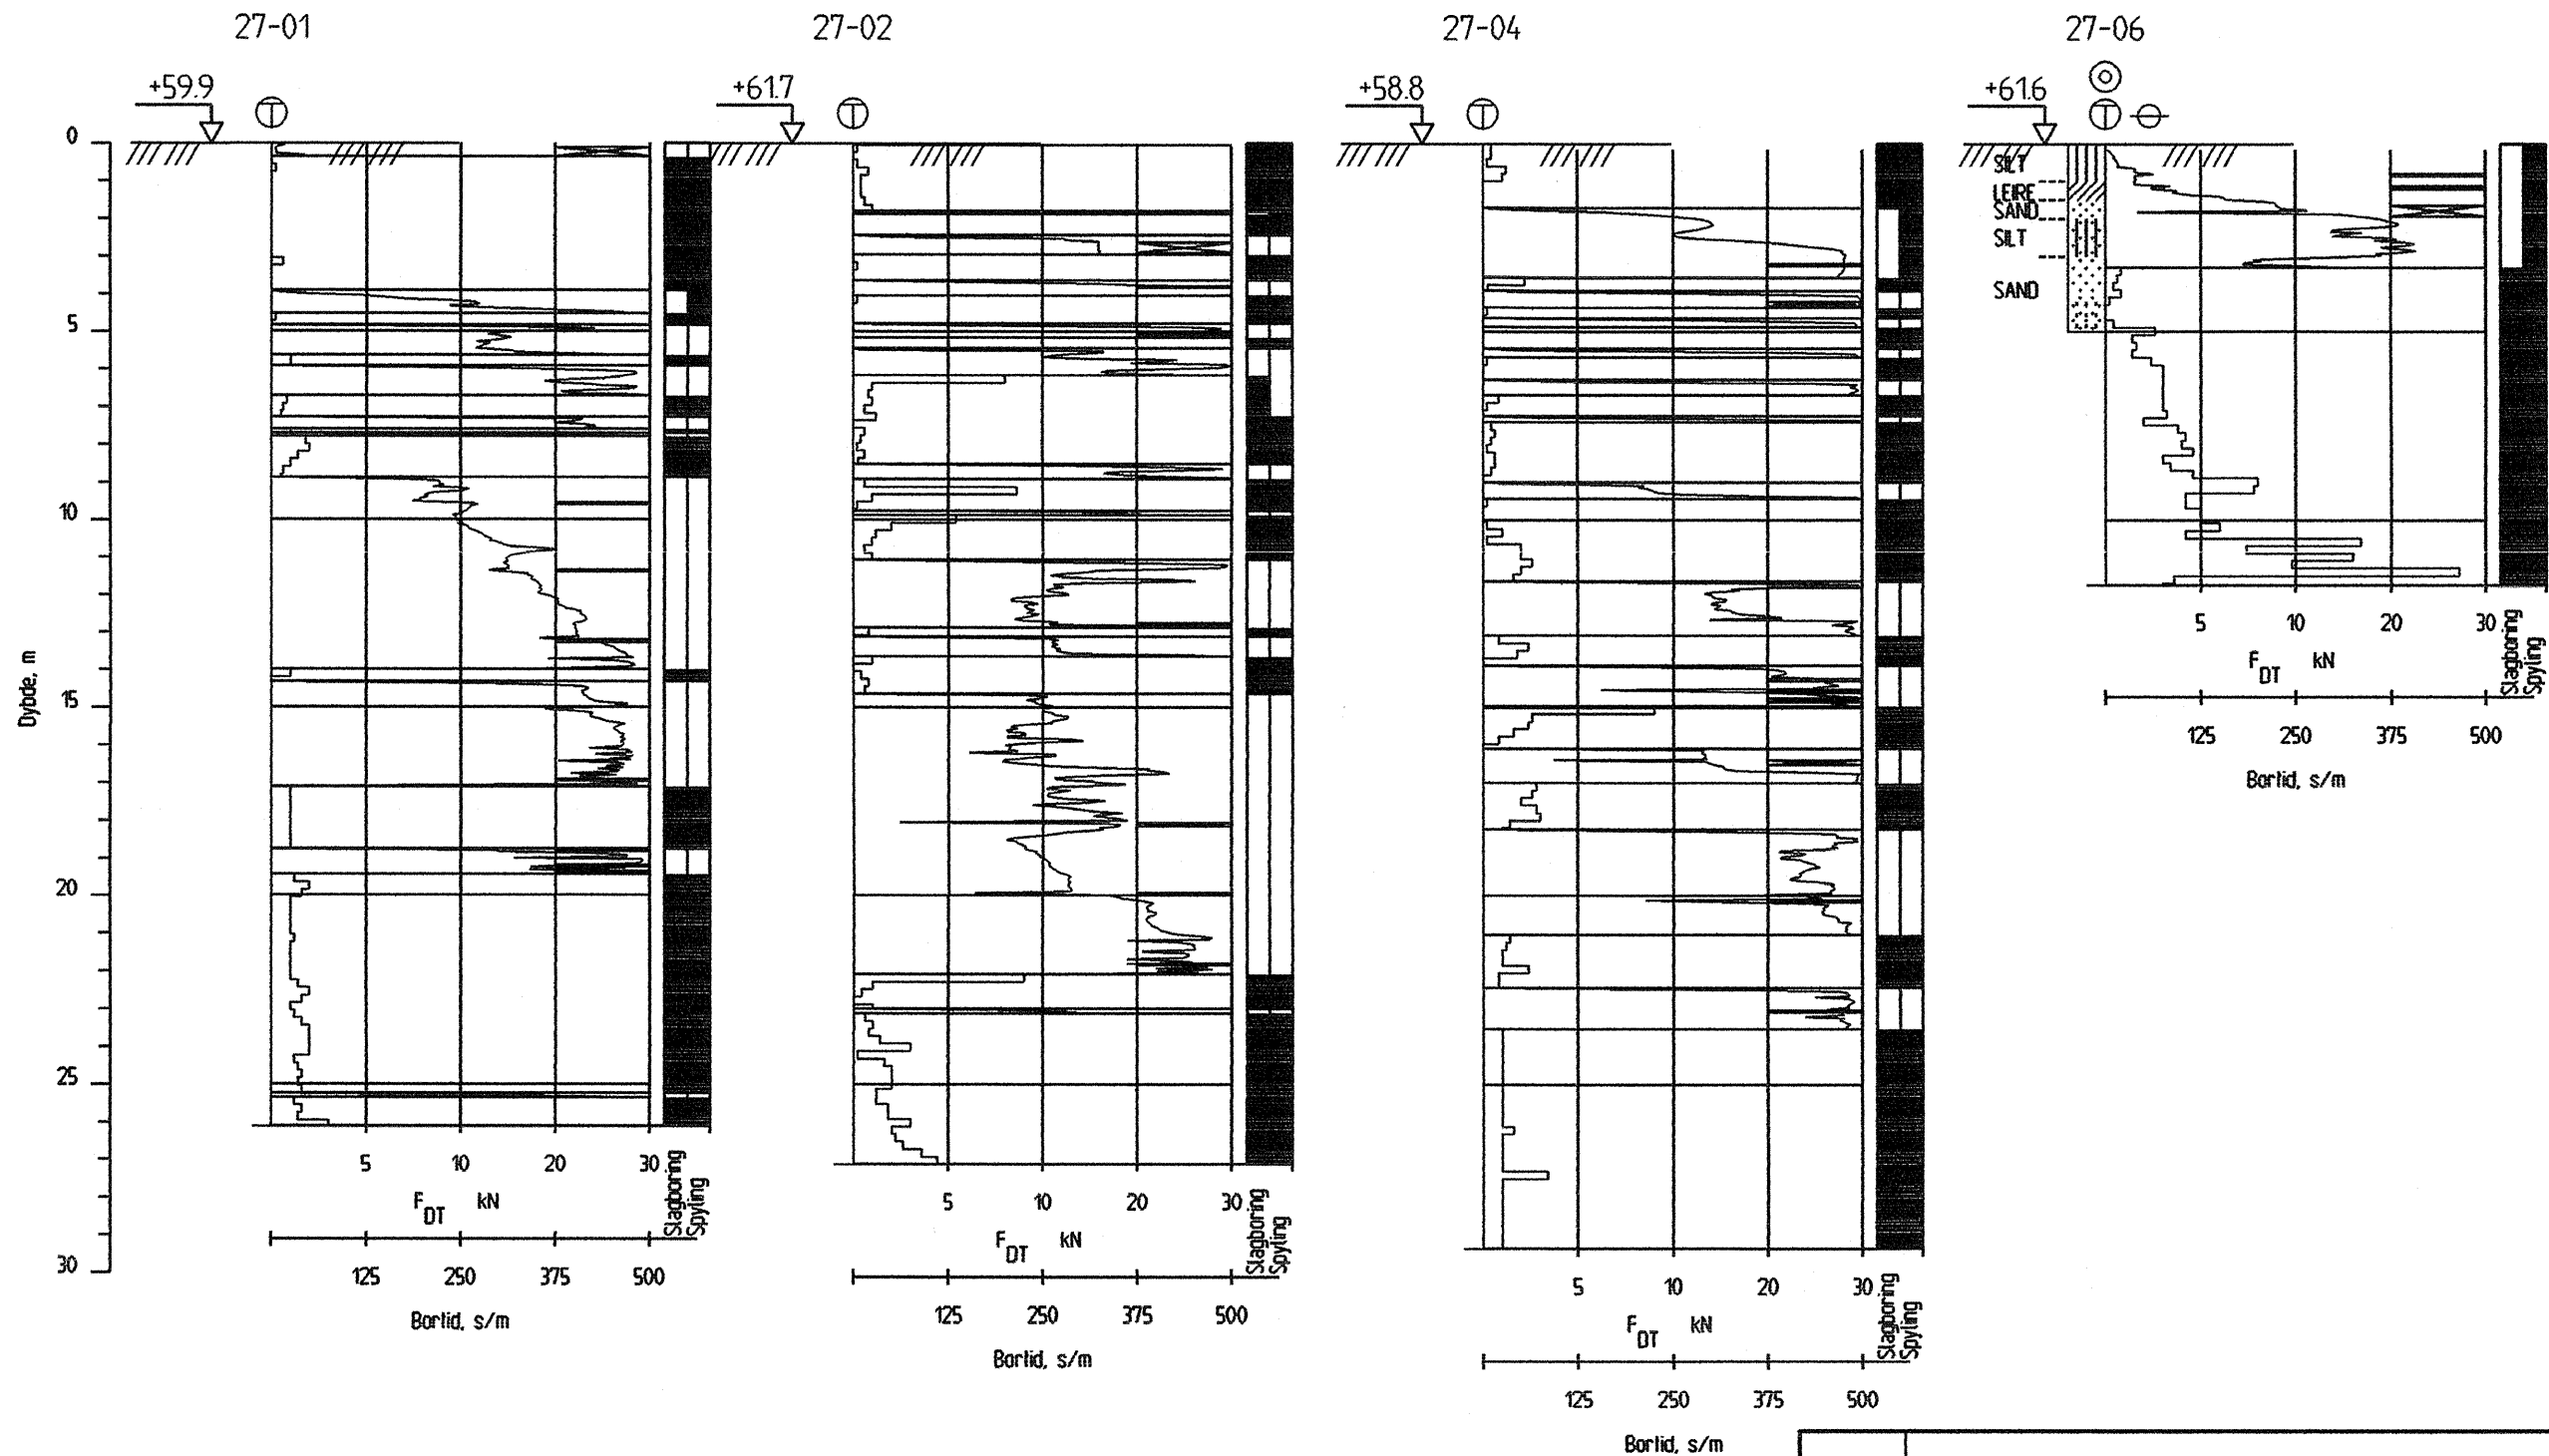 27-01 27-02 27-04 27-06
+59.9 +61.7 +58.8 +61.6
0
SILT
LEIRE
SAND
SILT
SAND
5
10
15
20
25
30
Dybde, m
5 10 20 30
F DT kN
125 250 375 500
Bortid, s/m
Slagboring
Spyling
5 10 20 30
F DT kN
125 250 375 500
Bortid, s/m
Slagboring
Spyling
5 10 20 30
F DT kN
125 250 375 500
Bortid, s/m
Slagboring
Spyling
5 10 20 30
F DT kN
125 250 375 500
Bortid, s/m
Slagboring
Spyling